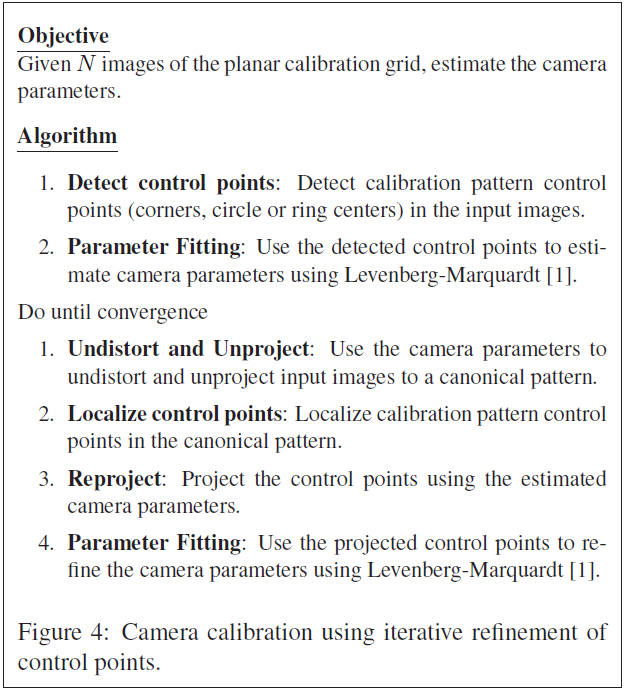 Objective
Given N images of the planar calibration grid, estimate the camera
parameters.
Algorithm
1. Detect control points: Detect calibration pattern control
points (corners, circle or ring centers) in the input images.
2. Parameter Fitting: Use the detected control points to esti-
mate camera parameters using Levenberg-Marquardt [1].
Do until convergence
1. Undistort and Unproject: Use the camera parameters to
undistort and unproject input images to a canonical pattern.
2. Localize control points: Localize calibration pattern control
points in the canonical pattern.
3. Reproject: Project the control points using the estimated
camera parameters.
4. Parameter Fitting: Use the projected control points to re-
fine the camera parameters using Levenberg-Marquardt [1].
Figure 4: Camera calibration using iterative refinement of
control points.